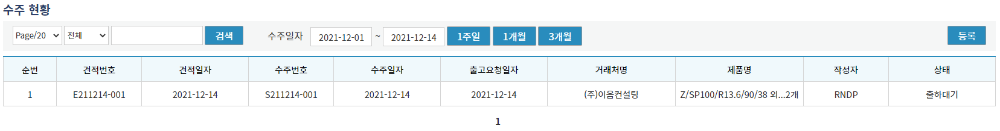 수주 현황
Page/20 전체 검색 수주일자 2021-12-01 ~ 2021-12-14 1주일 1개월 3개월 등록
순번 견적번호 견적일자 수주번호 수주일자 출고요청일자 거래처명 제품명 작성자 상태
1 E211214-001 2021-12-14 S211214-001 2021-12-14 2021-12-14 (주)이음컨설팅 Z/SP100/R13.6/90/38 외...2개 RNDP 출하대기
1